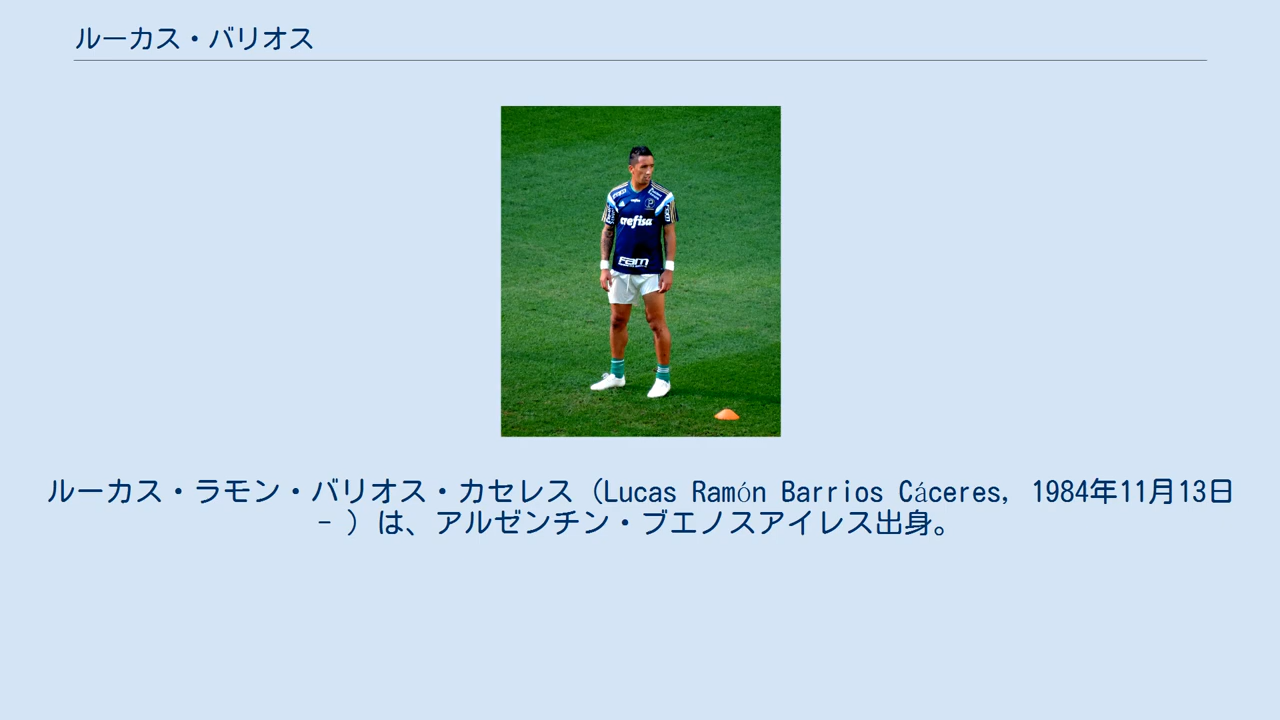 ルーカス・バリオス
crefisa
FAM
ルーカス・ラモン・バリオス・カセレス（Lucas Ramón Barrios Cáceres, 1984年11月13日
- ）は、アルゼンチン・ブエノスアイレス出身。